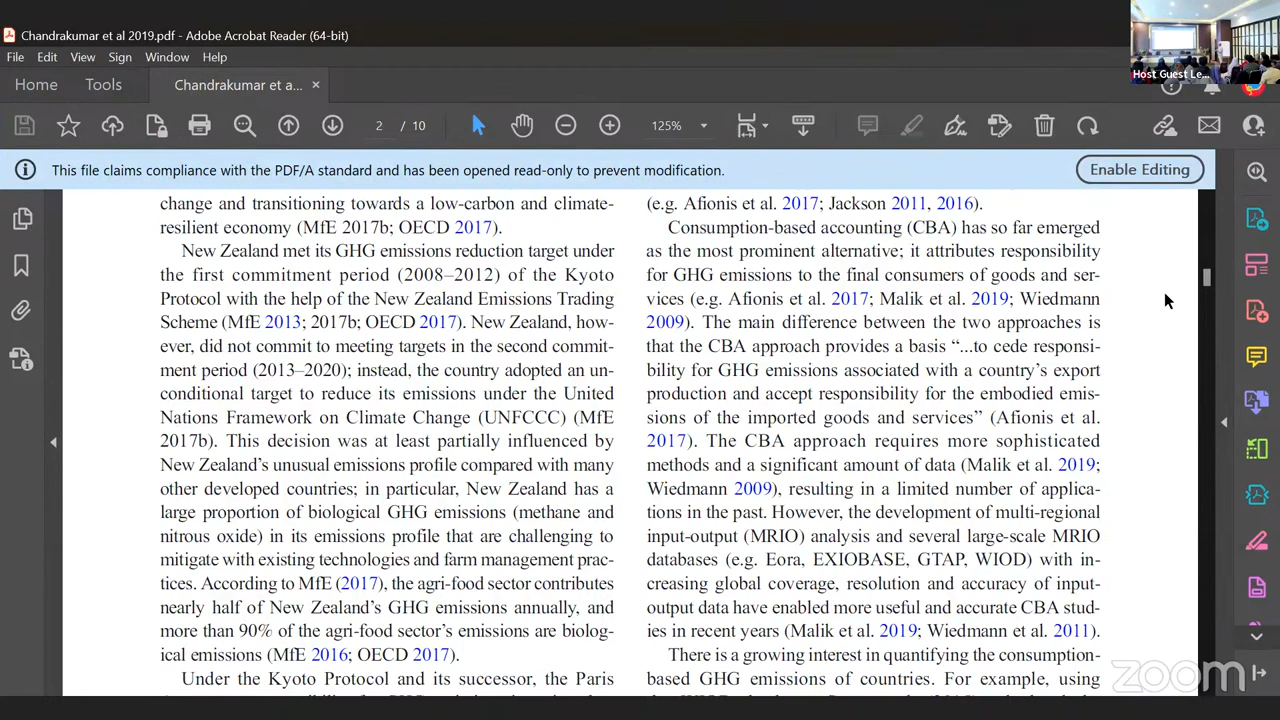 Chandrakumar et al 2019.pdf - Adobe Acrobat Reader (64-bit)
File Edit View Sign Window Help
Home Tools Chandrakumar et a... ×
2 / 10 125%
This file claims compliance with the PDF/A standard and has been opened read-only to prevent modification.
Enable Editing
Host Guest Le...
change and transitioning towards a low-carbon and climate-
resilient economy (MfE 2017b; OECD 2017).
New Zealand met its GHG emissions reduction target under
the first commitment period (2008–2012) of the Kyoto
Protocol with the help of the New Zealand Emissions Trading
Scheme (MfE 2013; 2017b; OECD 2017). New Zealand, how-
ever, did not commit to meeting targets in the second commit-
ment period (2013–2020); instead, the country adopted an un-
conditional target to reduce its emissions under the United
Nations Framework on Climate Change (UNFCCC) (MfE
2017b). This decision was at least partially influenced by
New Zealand's unusual emissions profile compared with many
other developed countries; in particular, New Zealand has a
large proportion of biological GHG emissions (methane and
nitrous oxide) in its emissions profile that are challenging to
mitigate with existing technologies and farm management prac-
tices. According to MfE (2017), the agri-food sector contributes
nearly half of New Zealand's GHG emissions annually, and
more than 90% of the agri-food sector's emissions are biolog-
ical emissions (MfE 2016; OECD 2017).
Under the Kyoto Protocol and its successor, the Paris
(e.g. Afionis et al. 2017; Jackson 2011, 2016).
Consumption-based accounting (CBA) has so far emerged
as the most prominent alternative; it attributes responsibility
for GHG emissions to the final consumers of goods and ser-
vices (e.g. Afionis et al. 2017; Malik et al. 2019; Wiedmann
2009). The main difference between the two approaches is
that the CBA approach provides a basis “...to cede responsi-
bility for GHG emissions associated with a country's export
production and accept responsibility for the embodied emis-
sions of the imported goods and services” (Afionis et al.
2017). The CBA approach requires more sophisticated
methods and a significant amount of data (Malik et al. 2019;
Wiedmann 2009), resulting in a limited number of applica-
tions in the past. However, the development of multi-regional
input-output (MRIO) analysis and several large-scale MRIO
databases (e.g. Eora, EXIOBASE, GTAP, WIOD) with in-
creasing global coverage, resolution and accuracy of input-
output data have enabled more useful and accurate CBA stud-
ies in recent years (Malik et al. 2019; Wiedmann et al. 2011).
There is a growing interest in quantifying the consumption-
based GHG emissions of countries. For example, using
zoom